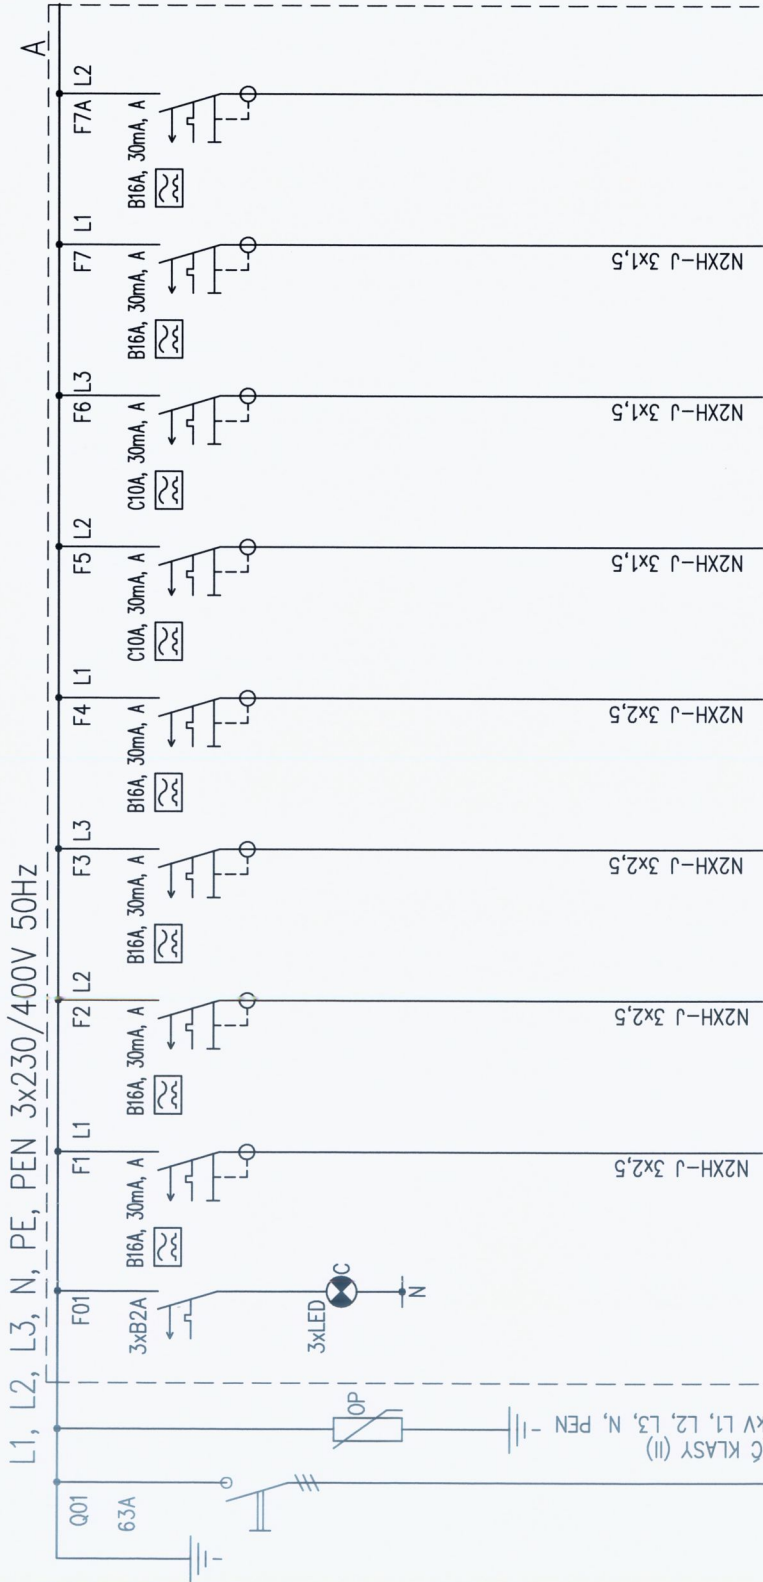 L1, L2, L3, N, PE, PEN 3x230/400V 50Hz
A
Q01
63A
OP
Ć KLASY (II)
kV L1, L2, L3, N, PEN
F01
3xB2A
3xLED
C
N
F1 L1
B16A, 30mA, A
N2XH-J 3x2,5
F2 L2
B16A, 30mA, A
N2XH-J 3x2,5
F3 L3
B16A, 30mA, A
N2XH-J 3x2,5
F4 L1
B16A, 30mA, A
N2XH-J 3x2,5
F5 L2
C10A, 30mA, A
N2XH-J 3x1,5
F6 L3
C10A, 30mA, A
N2XH-J 3x1,5
F7 L1
B16A, 30mA, A
N2XH-J 3x1,5
F7A L2
B16A, 30mA, A